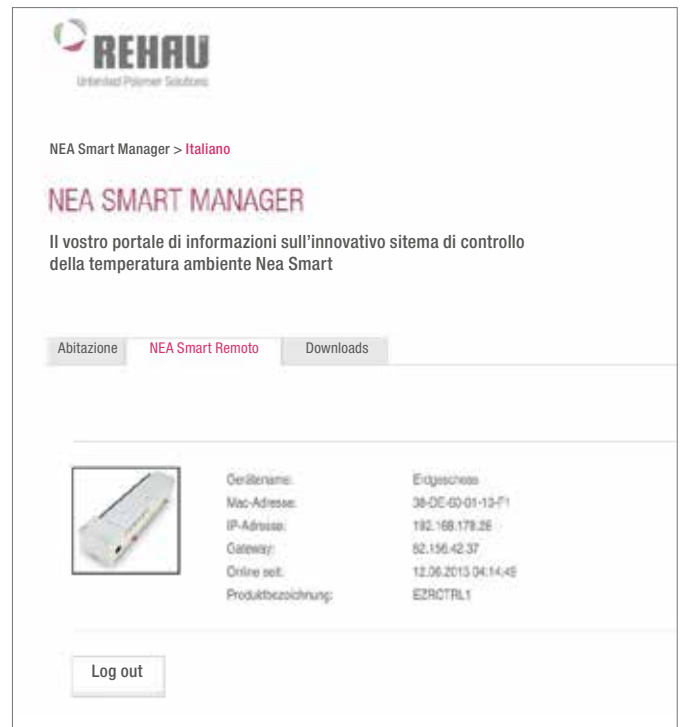 REHAU
Unlimited Polymer Solutions
NEA Smart Manager > Italiano
NEA SMART MANAGER
Il vostro portale di informazioni sull'innovativo sitema di controllo
della temperatura ambiente Nea Smart
Abitazione NEA Smart Remoto Downloads
Gerätename: Erdgeschoss
Mac-Adresse: 38-DE-60-01-13-F1
IP-Adresse: 192.168.178.26
Gateway: 82.156.42.37
Online seit: 12.06.2013 04:14:49
Produktbezeichnung: EZRCTRL1
Log out